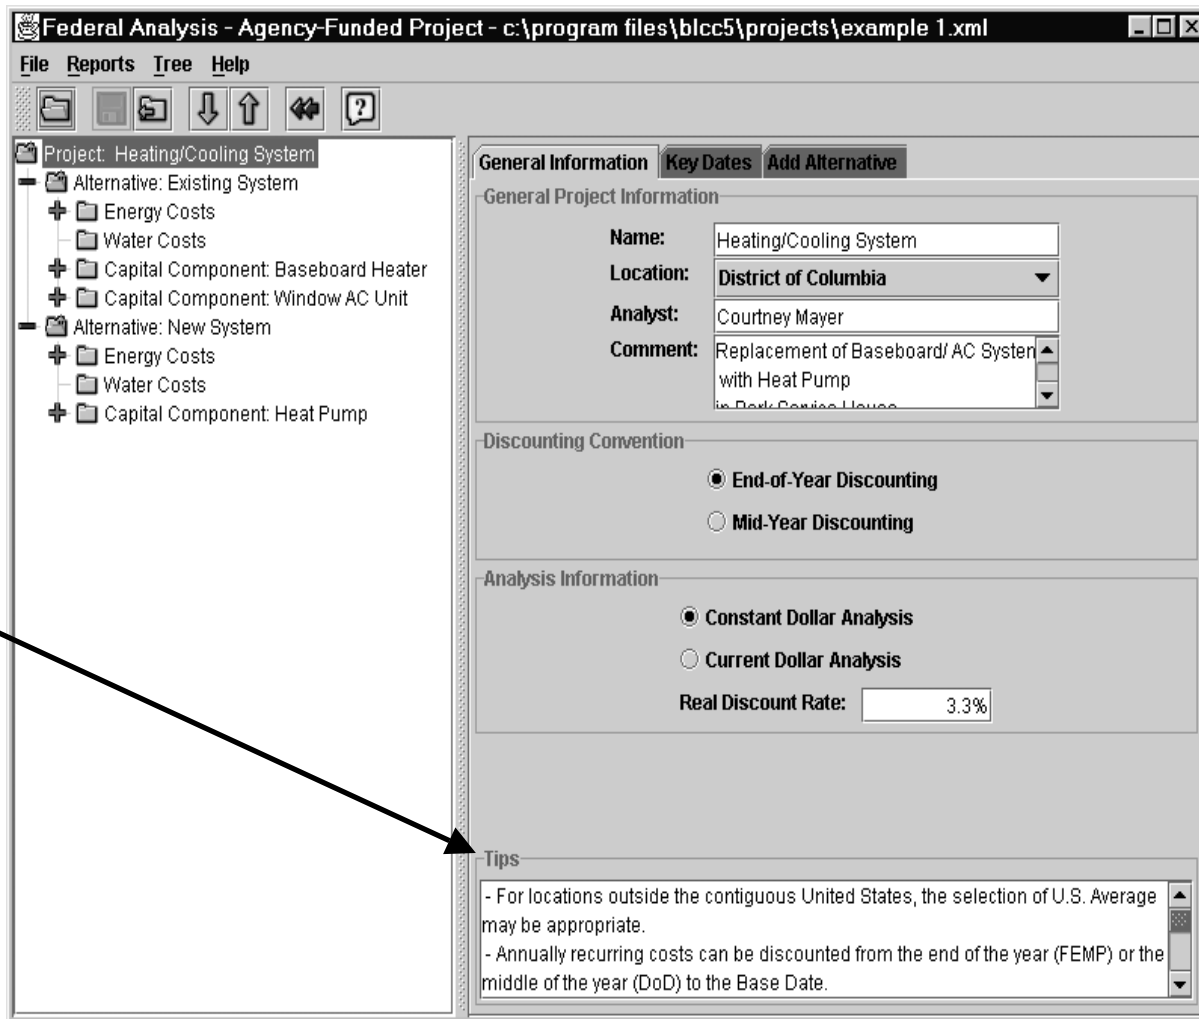 Federal Analysis - Agency-Funded Project - c:\program files\blcc5\projects\example 1.xml
File Reports Tree Help
Project: Heating/Cooling System
Alternative: Existing System
Energy Costs
Water Costs
Capital Component: Baseboard Heater
Capital Component: Window AC Unit
Alternative: New System
Energy Costs
Water Costs
Capital Component: Heat Pump
General Information Key Dates Add Alternative
General Project Information
Name: Heating/Cooling System
Location: District of Columbia
Analyst: Courtney Mayer
Comment: Replacement of Baseboard/ AC System
with Heat Pump
in Park Service House
Discounting Convention
End-of-Year Discounting
Mid-Year Discounting
Analysis Information
Constant Dollar Analysis
Current Dollar Analysis
Real Discount Rate: 3.3%
Tips
- For locations outside the contiguous United States, the selection of U.S. Average
may be appropriate.
- Annually recurring costs can be discounted from the end of the year (FEMP) or the
middle of the year (DoD) to the Base Date.